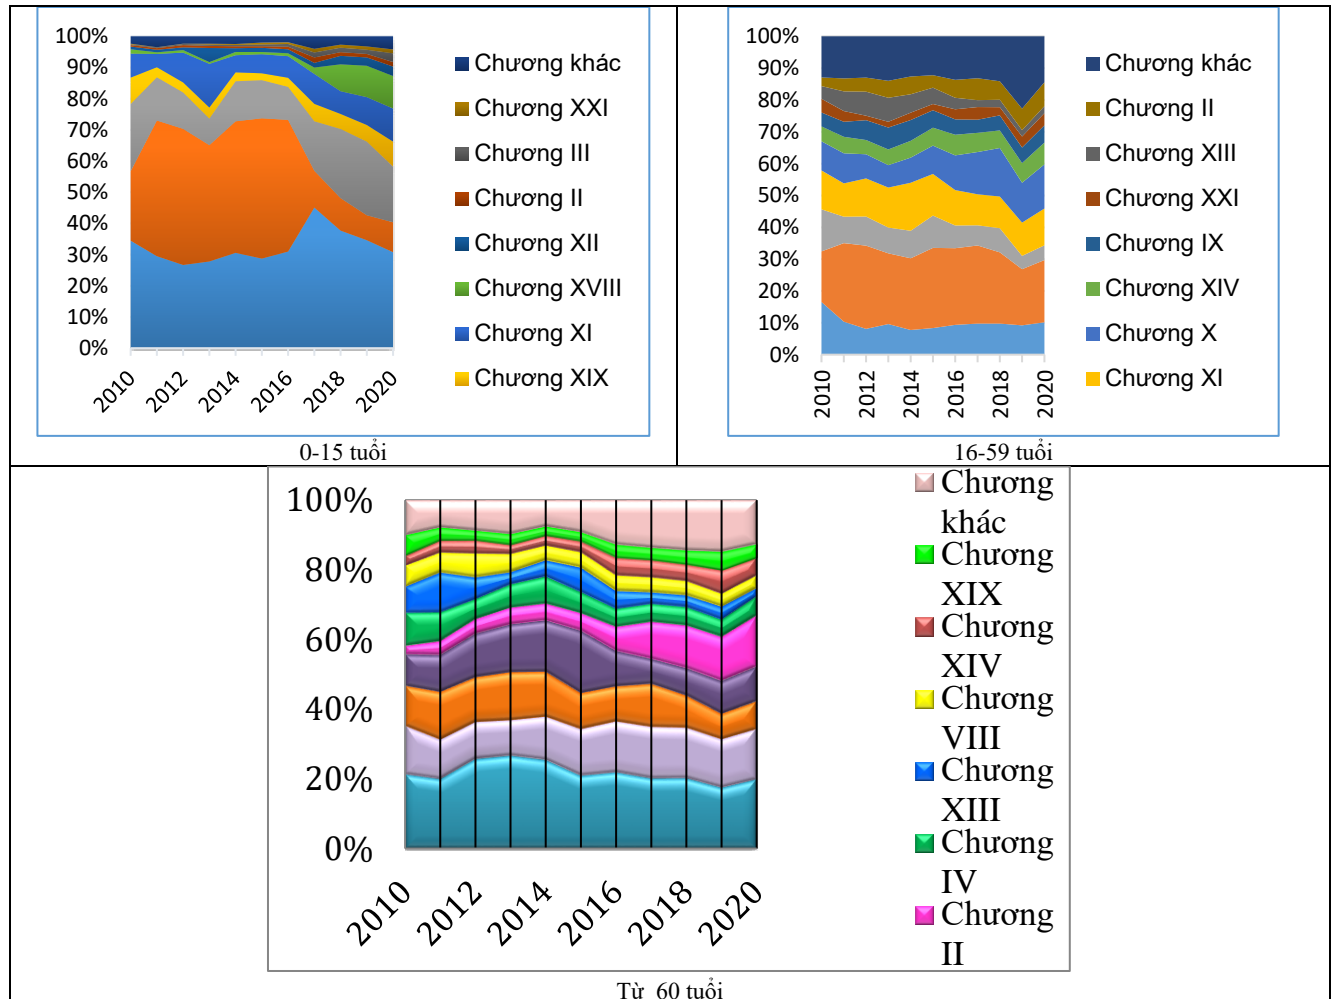 100%
90%
80%
70%
60%
50%
40%
30%
20%
10%
0%
2010
2012
2014
2016
2018
2020
Chương khác
Chương XXI
Chương III
Chương II
Chương XII
Chương XVIII
Chương XI
Chương XIX
0-15 tuổi
100%
90%
80%
70%
60%
50%
40%
30%
20%
10%
0%
2010
2012
2014
2016
2018
2020
Chương khác
Chương II
Chương XIII
Chương XXI
Chương IX
Chương XIV
Chương X
Chương XI
16-59 tuổi
100%
80%
60%
40%
20%
0%
2010
2012
2014
2016
2018
2020
Chương
khác
Chương
XIX
Chương
XIV
Chương
VIII
Chương
XIII
Chương
IV
Chương
II
Từ 60 tuổi